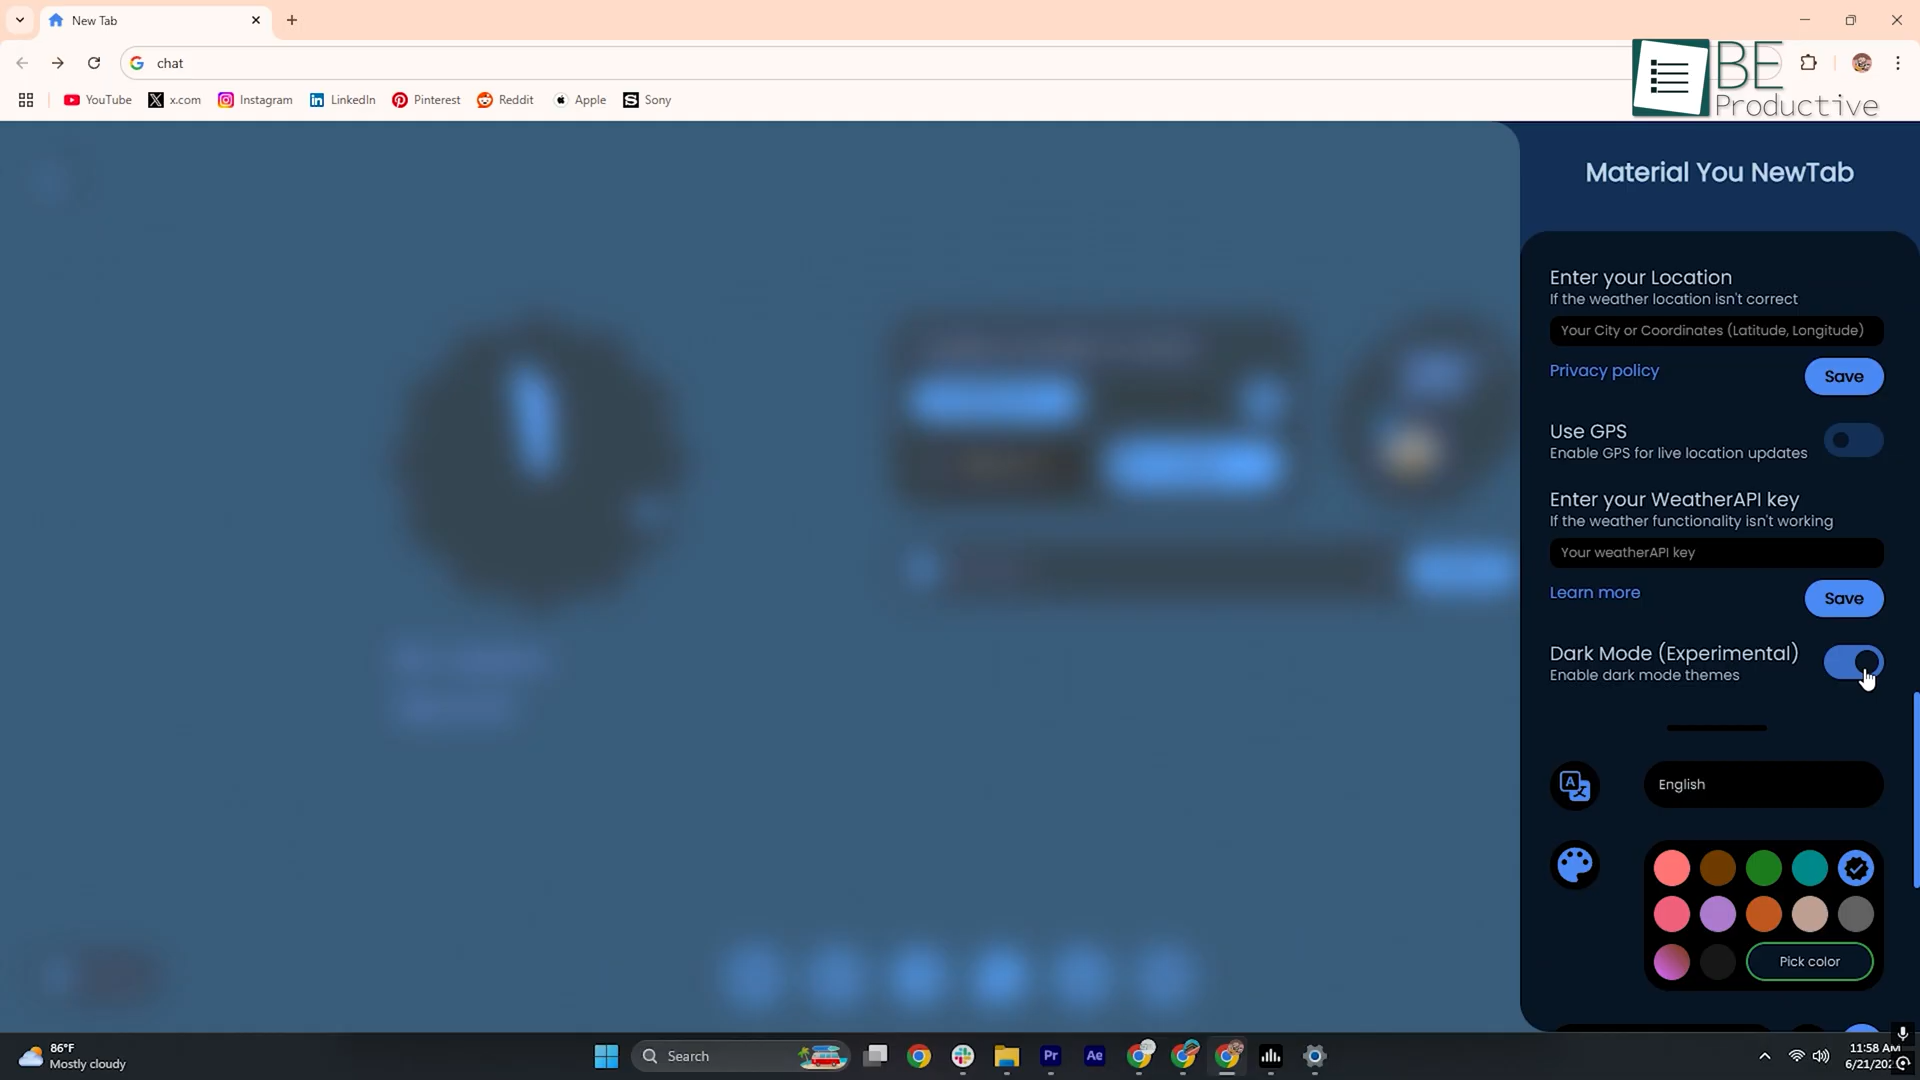 New Tab
chat
BE
Productive
YouTube
x.com
Instagram
LinkedIn
Pinterest
Reddit
Apple
Sony
Material You NewTab
Enter your Location
If the weather location isn't correct
Your City or Coordinates (Latitude, Longitude)
Privacy policy
Save
Use GPS
Enable GPS for live location updates
Enter your WeatherAPI key
If the weather functionality isn't working
Your weatherAPI key
Learn more
Save
Dark Mode (Experimental)
Enable dark mode themes
English
Pick color
86°F
Mostly cloudy
Search
Pr
Ae
11:58 AM